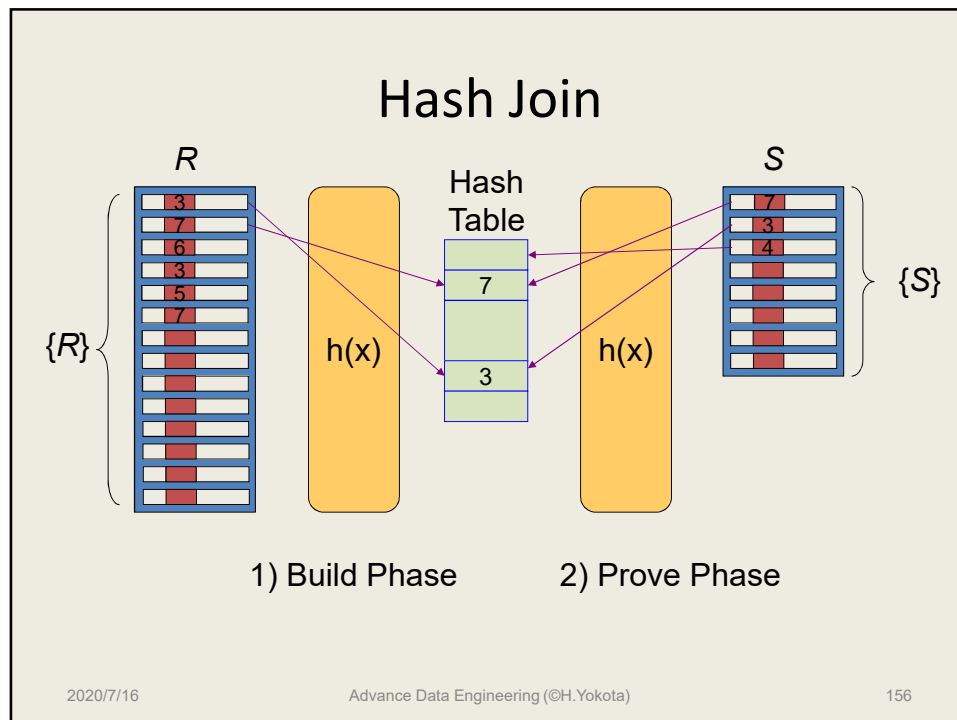 Hash Join
R
S
Hash
Table
3
7
6
3
5
7
{R}
h(x)
7
3
h(x)
7
3
4
{S}
1) Build Phase
2) Prove Phase
2020/7/16
Advance Data Engineering (©H.Yokota)
156